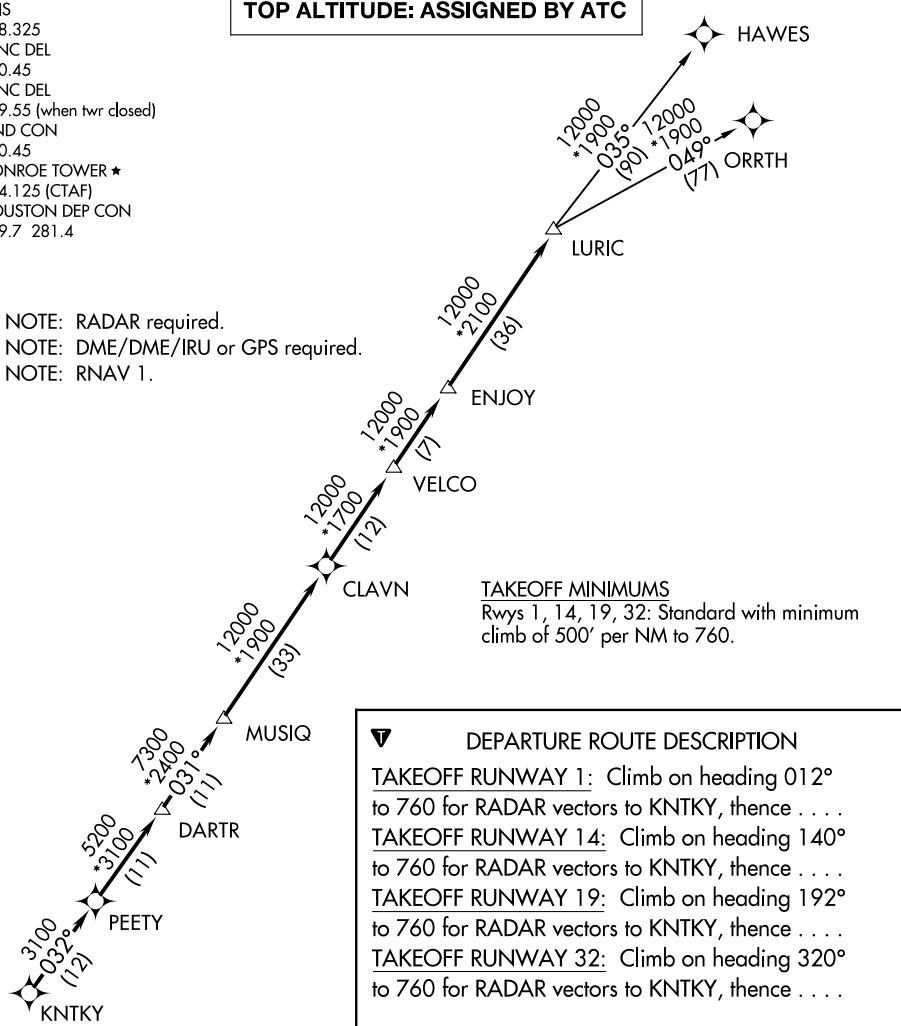 TOP ALTITUDE: ASSIGNED BY ATC
8.325
NC DEL
0.45
NC DEL
9.55 (when twr closed)
ND CON
0.45
NROE TOWER ★
4.125 (CTAF)
USTON DEP CON
9.7 281.4
NOTE: RADAR required.
NOTE: DME/DME/IRU or GPS required.
NOTE: RNAV 1.
HAWES
12000
*1900
035°
(90)
12000
*1900
049°
(77)
ORRTH
LURIC
12000
*2100
(36)
ENJOY
12000
*1900
(7)
VELCO
12000
*1700
(12)
CLAVN
12000
*1900
(33)
MUSIQ
7300
*2400
031°
(11)
DARTR
5200
*3100
(11)
PEETY
3100
032°
(12)
KNTKY
TAKEOFF MINIMUMS
Rwys 1, 14, 19, 32: Standard with minimum
climb of 500' per NM to 760.
T DEPARTURE ROUTE DESCRIPTION
TAKEOFF RUNWAY 1: Climb on heading 012°
to 760 for RADAR vectors to KNTKY, thence . . . .
TAKEOFF RUNWAY 14: Climb on heading 140°
to 760 for RADAR vectors to KNTKY, thence . . . .
TAKEOFF RUNWAY 19: Climb on heading 192°
to 760 for RADAR vectors to KNTKY, thence . . . .
TAKEOFF RUNWAY 32: Climb on heading 320°
to 760 for RADAR vectors to KNTKY, thence . . . .